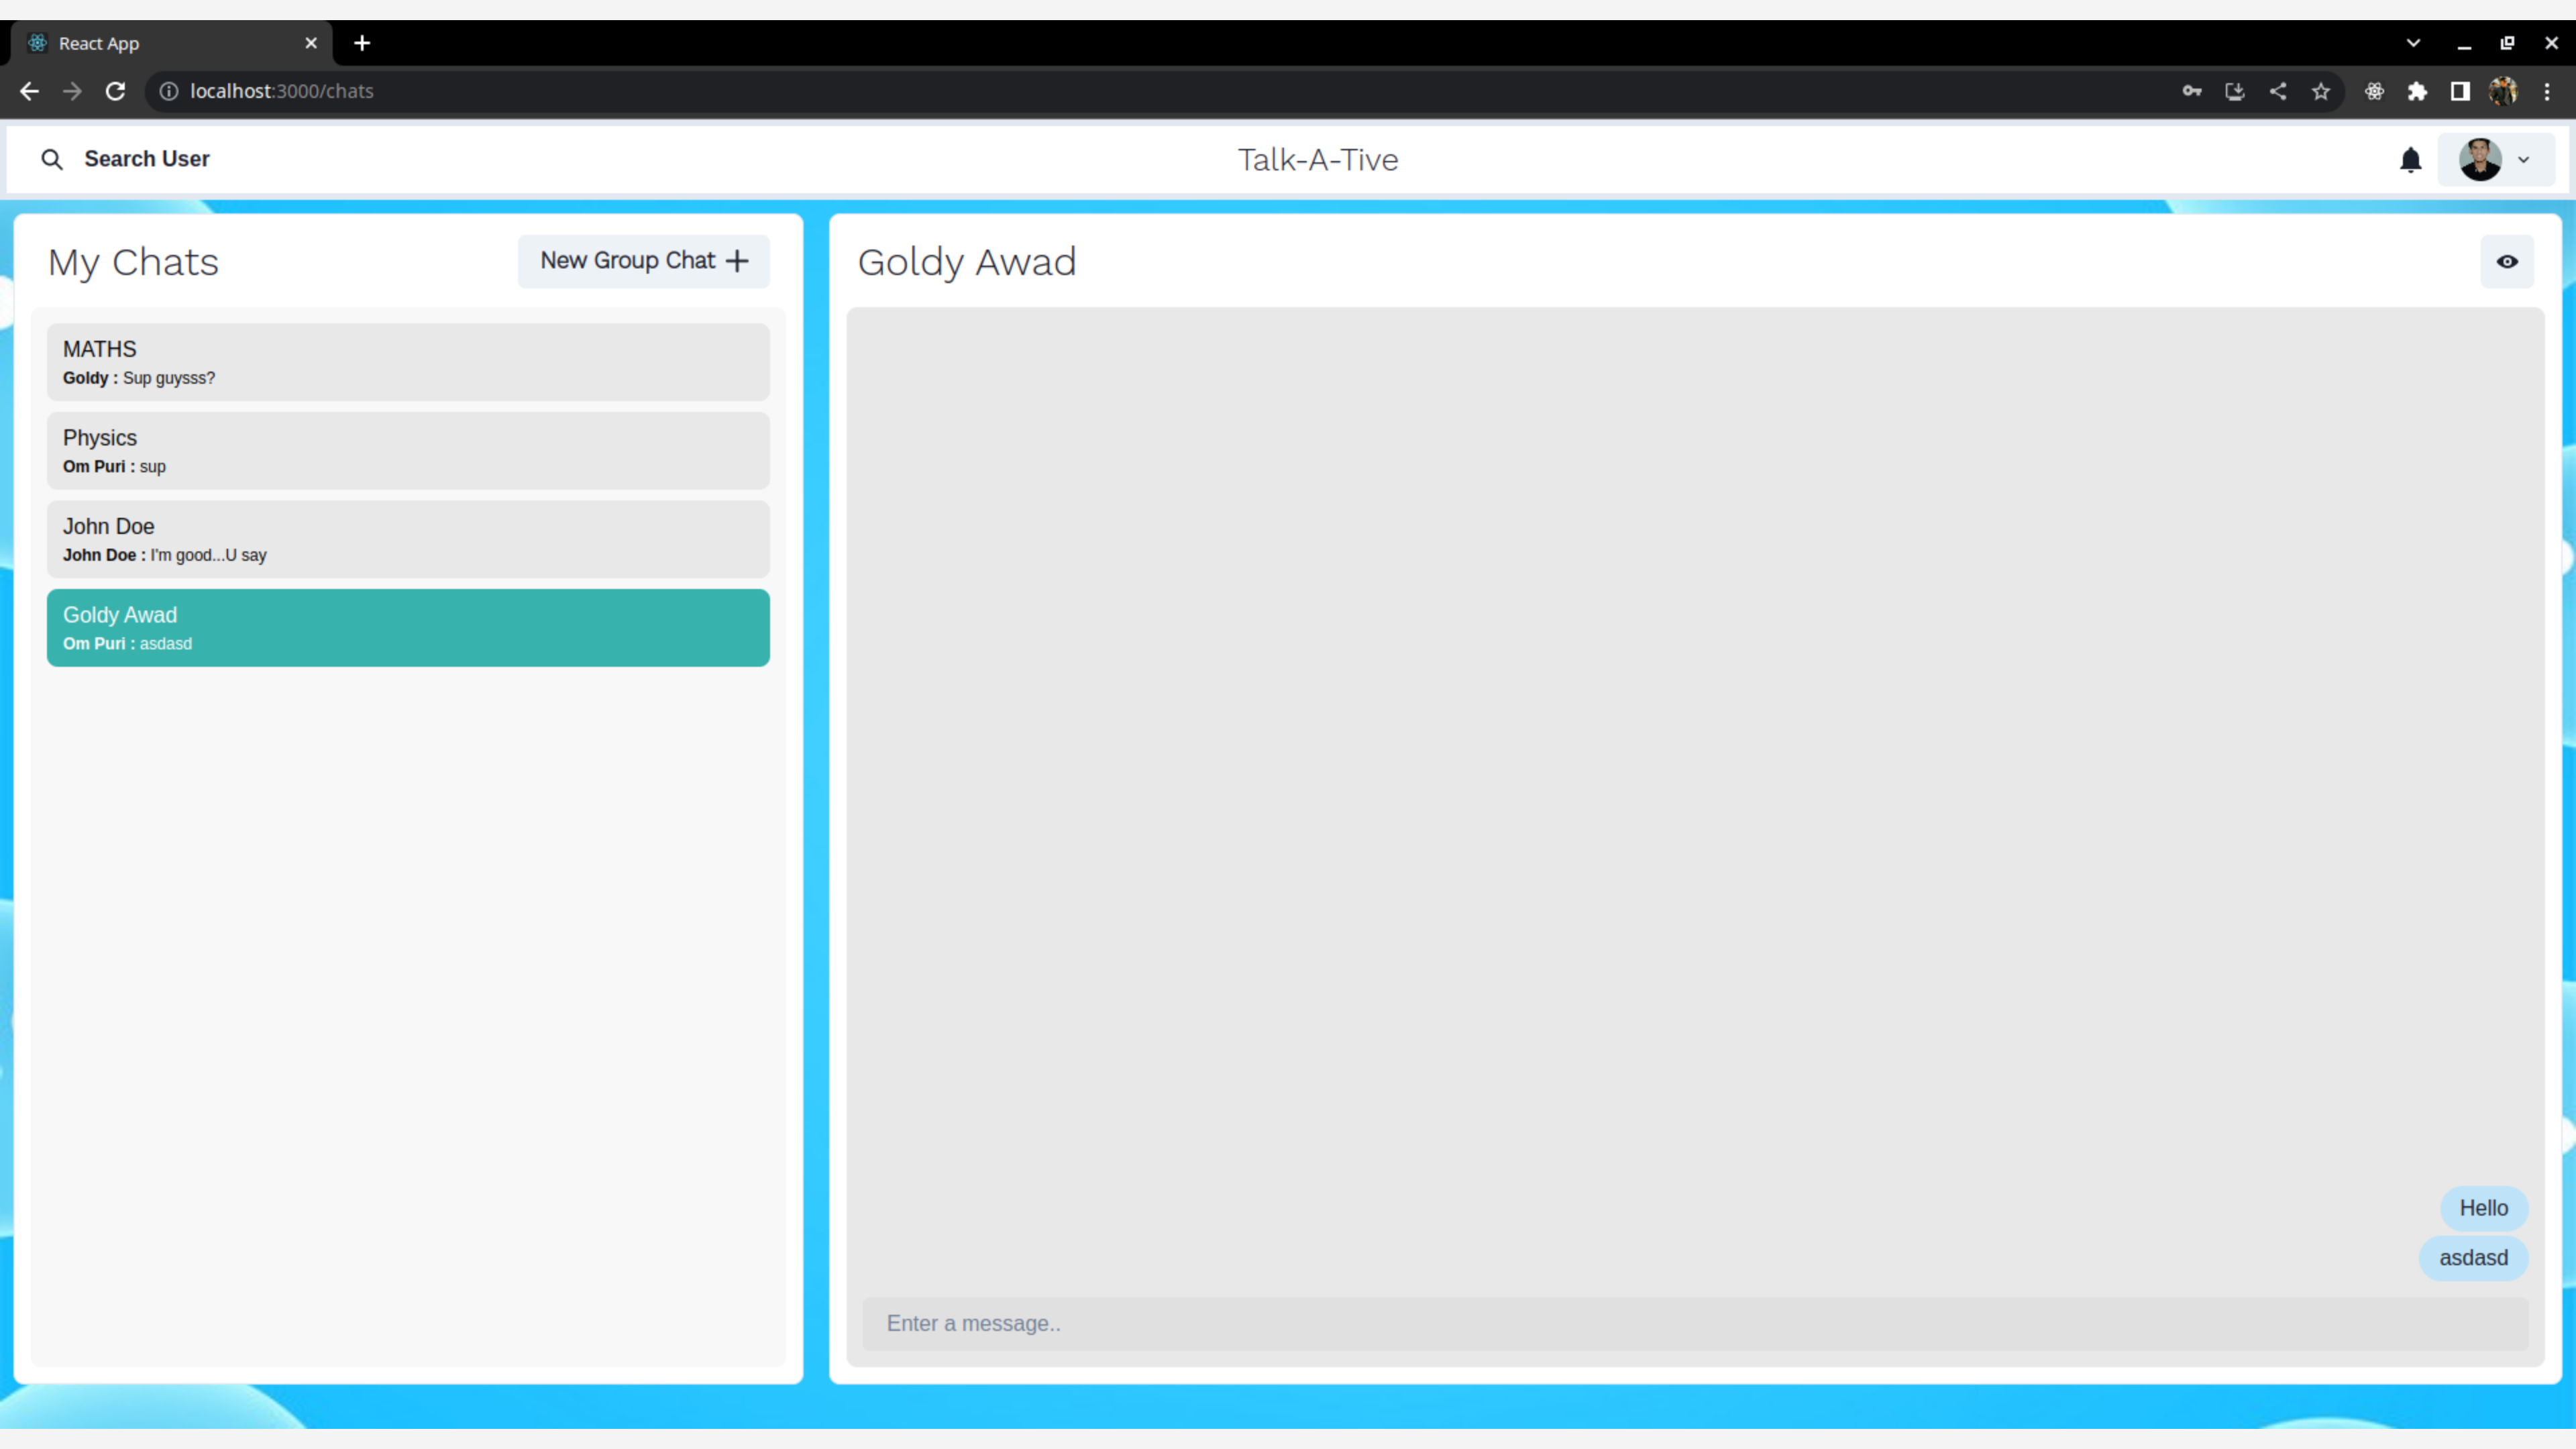 React App
localhost:3000/chats
Search User
Talk-A-Tive
My Chats
New Group Chat
MATHS
Goldy : Sup guysss?
Physics
Om Puri : sup
John Doe
John Doe : I'm good...U say
Goldy Awad
Om Puri : asdasd
Goldy Awad
Hello
asdasd
Enter a message..